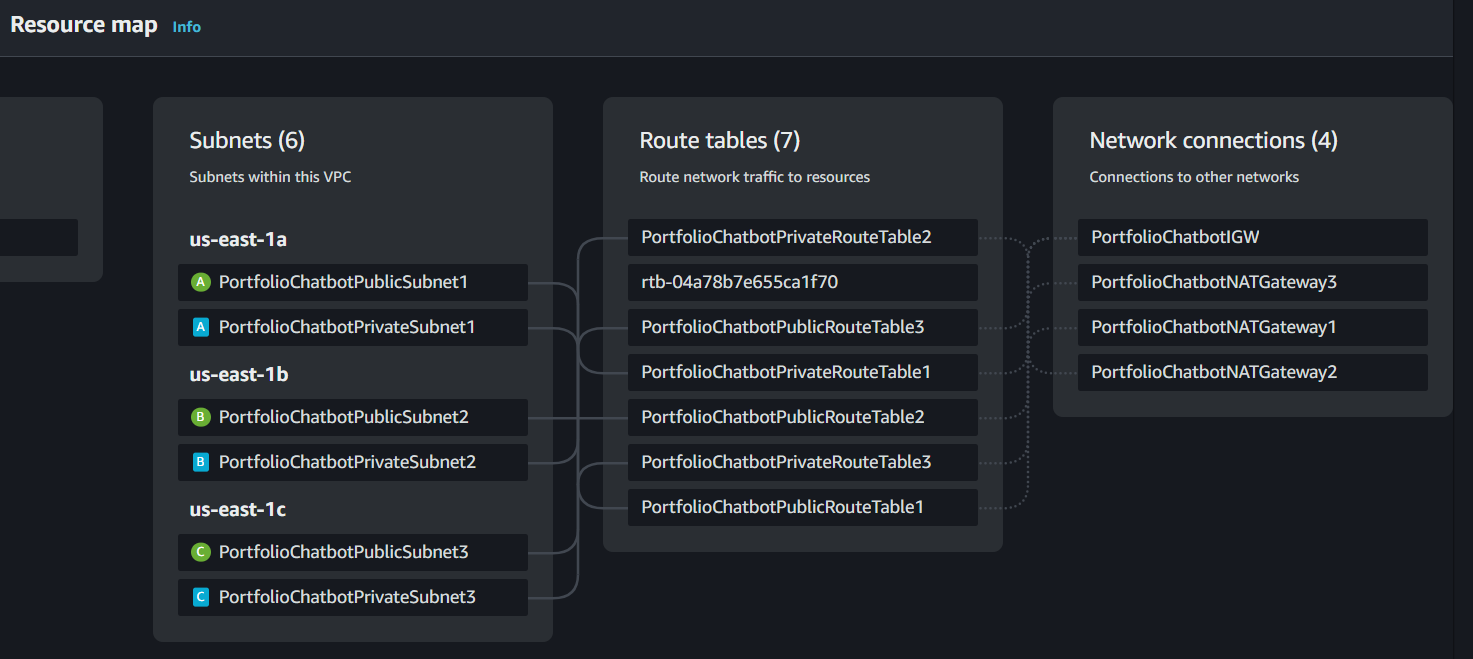 Resource map Info
Subnets (6)
Subnets within this VPC
us-east-1a
A PortfolioChatbotPublicSubnet1
A PortfolioChatbotPrivateSubnet1
us-east-1b
B PortfolioChatbotPublicSubnet2
B PortfolioChatbotPrivateSubnet2
us-east-1c
C PortfolioChatbotPublicSubnet3
C PortfolioChatbotPrivateSubnet3
Route tables (7)
Route network traffic to resources
PortfolioChatbotPrivateRouteTable2
rtb-04a78b7e655ca1f70
PortfolioChatbotPublicRouteTable3
PortfolioChatbotPrivateRouteTable1
PortfolioChatbotPublicRouteTable2
PortfolioChatbotPrivateRouteTable3
PortfolioChatbotPublicRouteTable1
Network connections (4)
Connections to other networks
PortfolioChatbotIGW
PortfolioChatbotNATGateway3
PortfolioChatbotNATGateway1
PortfolioChatbotNATGateway2